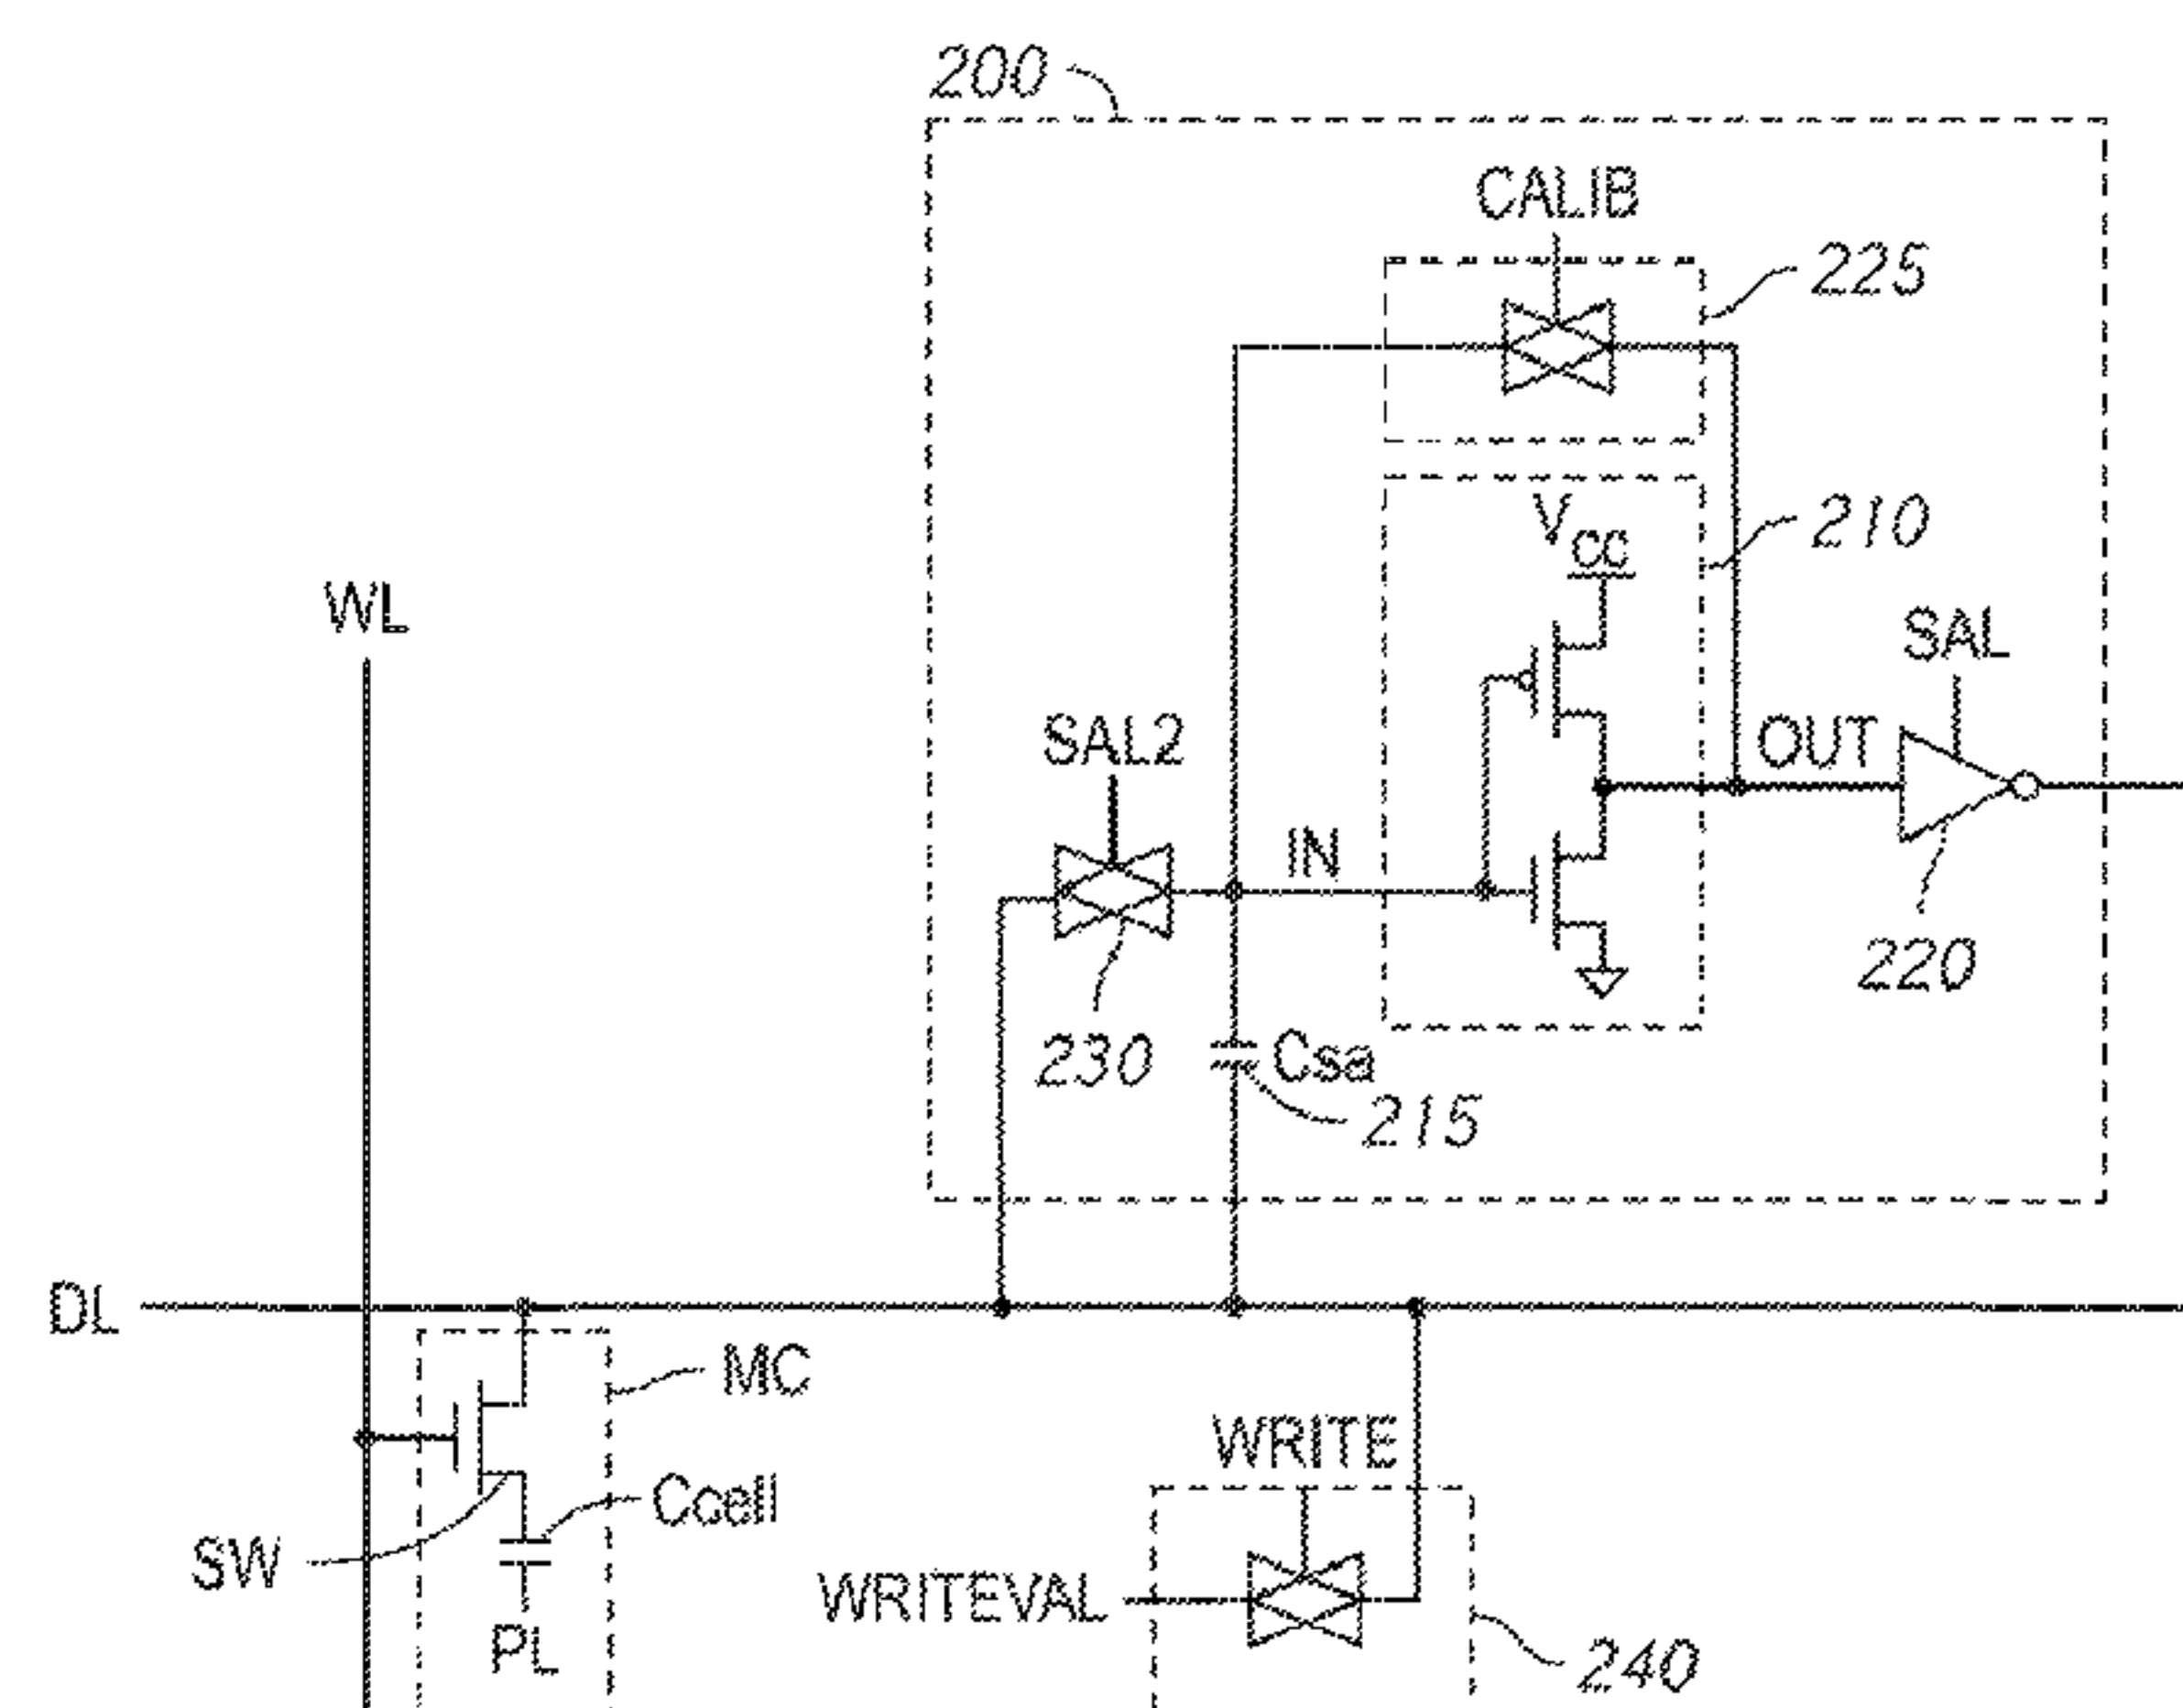 200
CALIB
225
VCC
210
WL
SAL
SAL2
OUT
IN
220
230
Csa
215
DL
MC
WRITE
Ccell
SW
WRITEVAL
PL
240